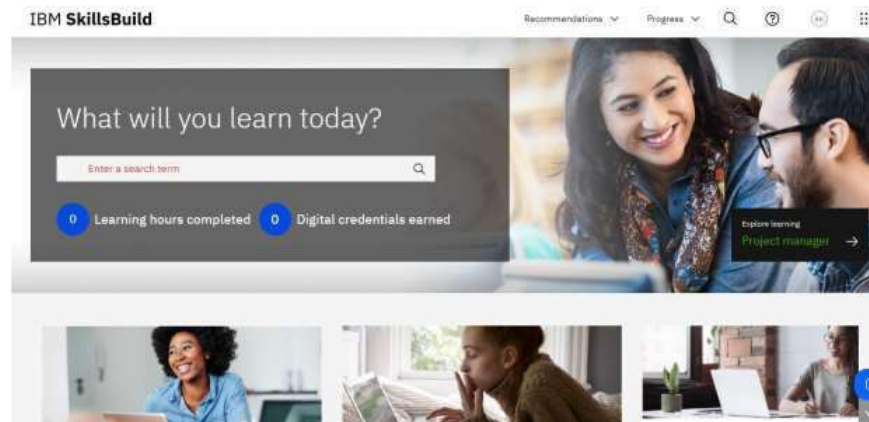 IBM SkillsBuild
Recommendations
Progress
What will you learn today?
Enter a search term
0 Learning hours completed 0 Digital credentials earned
Explore learning
Project manager →